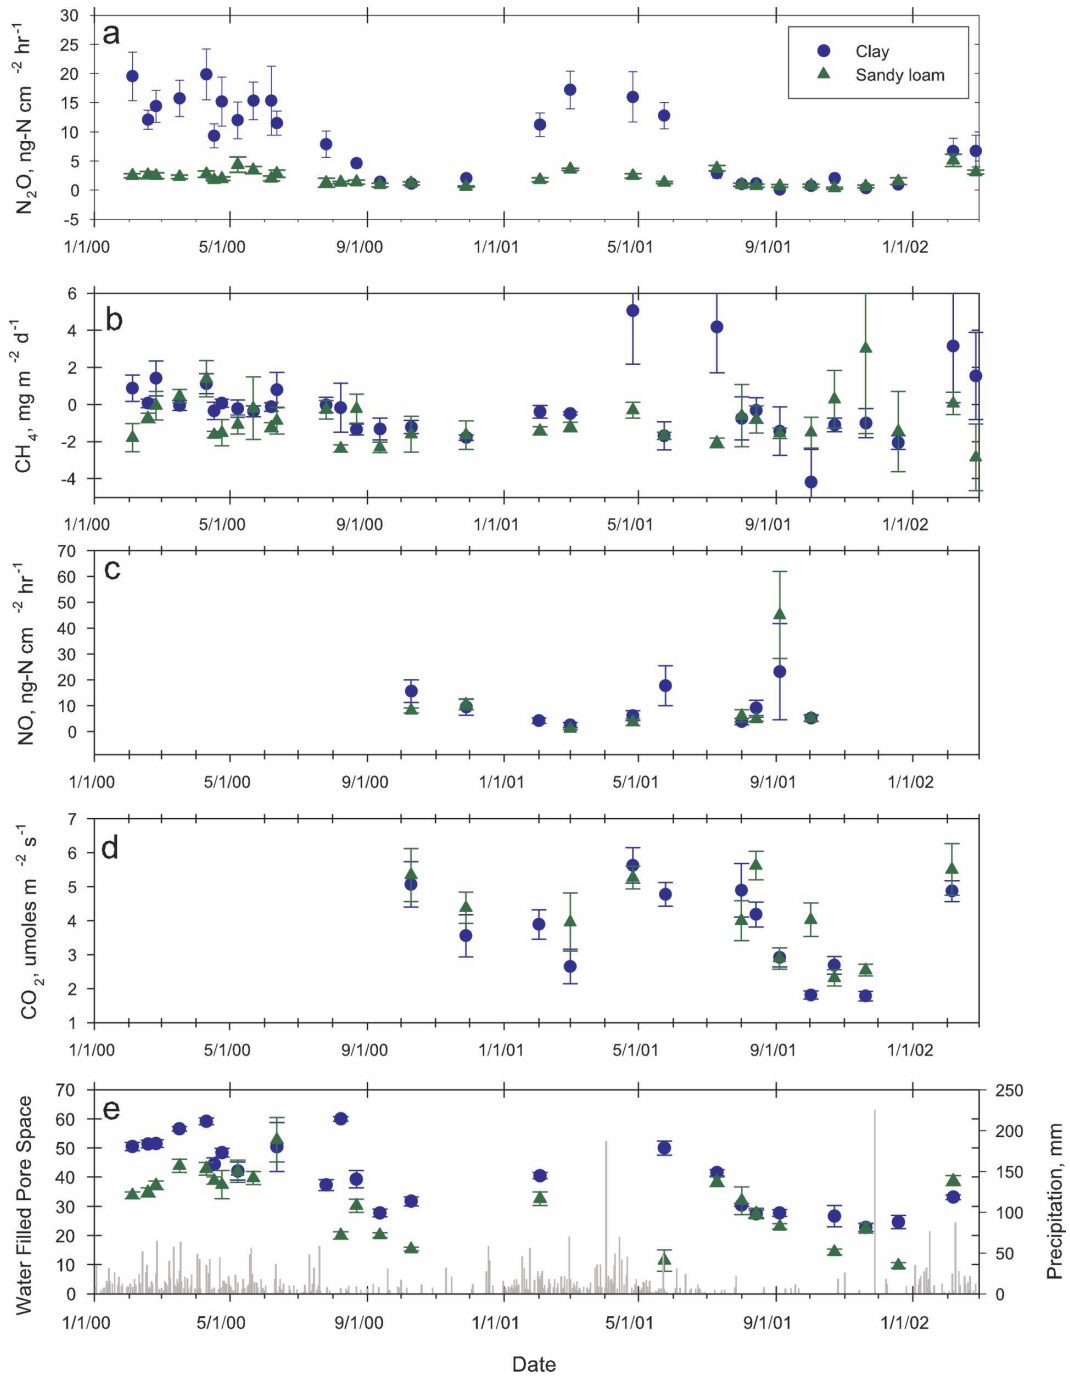 a
Clay
Sandy loam
N2O, ng-N cm -2 hr-1
30
25
20
15
10
5
0
-5
1/1/00 5/1/00 9/1/00 1/1/01 5/1/01 9/1/01 1/1/02
b
CH4, mg m -2 d-1
6
4
2
0
-2
-4
1/1/00 5/1/00 9/1/00 1/1/01 5/1/01 9/1/01 1/1/02
c
NO, ng-N cm -2 hr-1
70
60
50
40
30
20
10
0
1/1/00 5/1/00 9/1/00 1/1/01 5/1/01 9/1/01 1/1/02
d
CO2, umoles m -2 s-1
7
6
5
4
3
2
1
1/1/00 5/1/00 9/1/00 1/1/01 5/1/01 9/1/01 1/1/02
e
Water Filled Pore Space
70
60
50
40
30
20
10
0
250
200
150
100
50
0
Precipitation, mm
1/1/00 5/1/00 9/1/00 1/1/01 5/1/01 9/1/01 1/1/02
Date